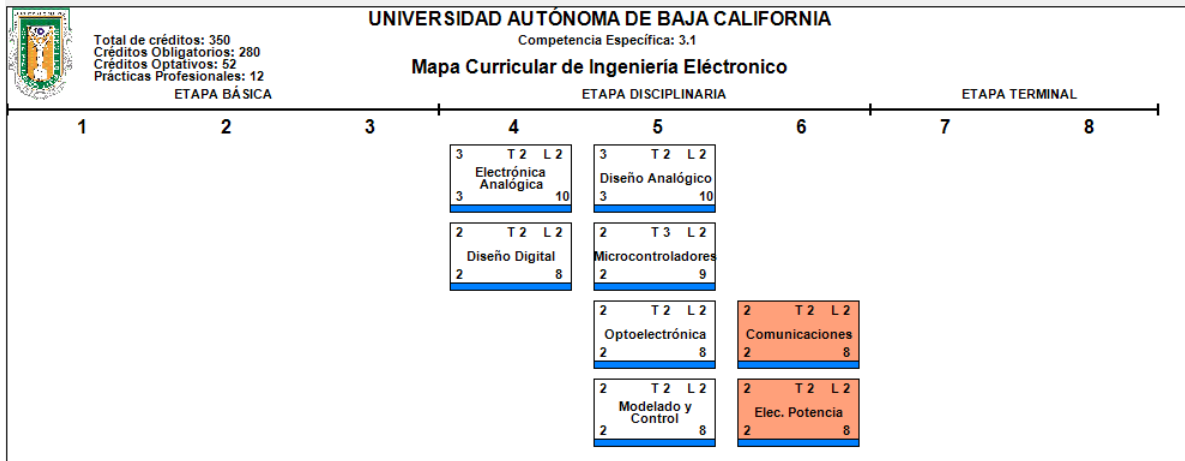 UNIVERSIDAD AUTÓNOMA DE BAJA CALIFORNIA
Total de créditos: 350
Créditos Obligatorios: 280
Créditos Optativos: 52
Prácticas Profesionales: 12
Competencia Específica: 3.1
Mapa Curricular de Ingeniería Eléctronico
ETAPA BÁSICA
ETAPA DISCIPLINARIA
ETAPA TERMINAL
1 2 3 4 5 6 7 8
3 T 2 L 2
Electrónica
Analógica
3 10
3 T 2 L 2
Diseño Analógico
3 10
2 T 2 L 2
Diseño Digital
2 8
2 T 3 L 2
Microcontroladores
2 9
2 T 2 L 2
Optoelectrónica
2 8
2 T 2 L 2
Comunicaciones
2 8
2 T 2 L 2
Modelado y
Control
2 8
2 T 2 L 2
Elec. Potencia
2 8